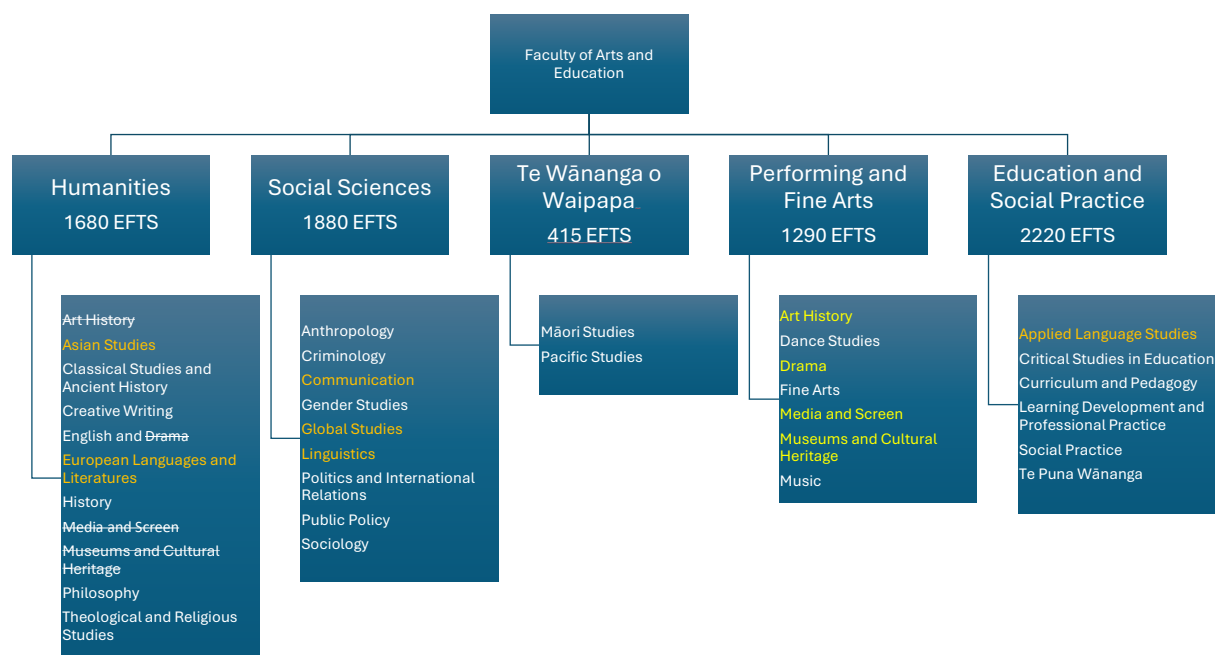 Faculty of Arts and
Education
Humanities
1680 EFTS
Social Sciences
1880 EFTS
Te Wānanga o
Waipapa
415 EFTS
Performing and
Fine Arts
1290 EFTS
Education and
Social Practice
2220 EFTS
Art History
Asian Studies
Classical Studies and
Ancient History
Creative Writing
English and Drama
European Languages and
Literatures
History
Media and Screen
Museums and Cultural
Heritage
Philosophy
Theological and Religious
Studies
Anthropology
Criminology
Communication
Gender Studies
Global Studies
Linguistics
Politics and International
Relations
Public Policy
Sociology
Māori Studies
Pacific Studies
Art History
Dance Studies
Drama
Fine Arts
Media and Screen
Museums and Cultural
Heritage
Music
Applied Language Studies
Critical Studies in Education
Curriculum and Pedagogy
Learning Development and
Professional Practice
Social Practice
Te Puna Wānanga